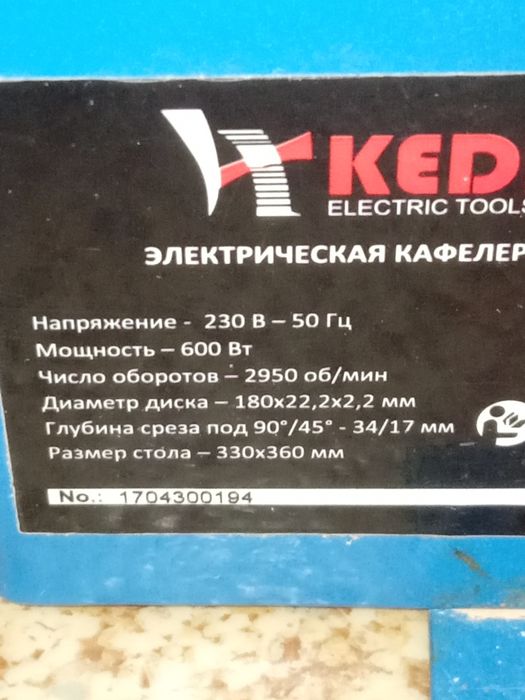 KED
ELECTRIC TOOLS
ЭЛЕКТРИЧЕСКАЯ КАФЕЛЕР
Напряжение - 230 В – 50 Гц
Мощность – 600 Вт
Число оборотов – 2950 об/мин
Диаметр диска – 180х22,2х2,2 мм
Глубина среза под 90°/45° - 34/17 мм
Размер стола – 330х360 мм
No.: 1704300194